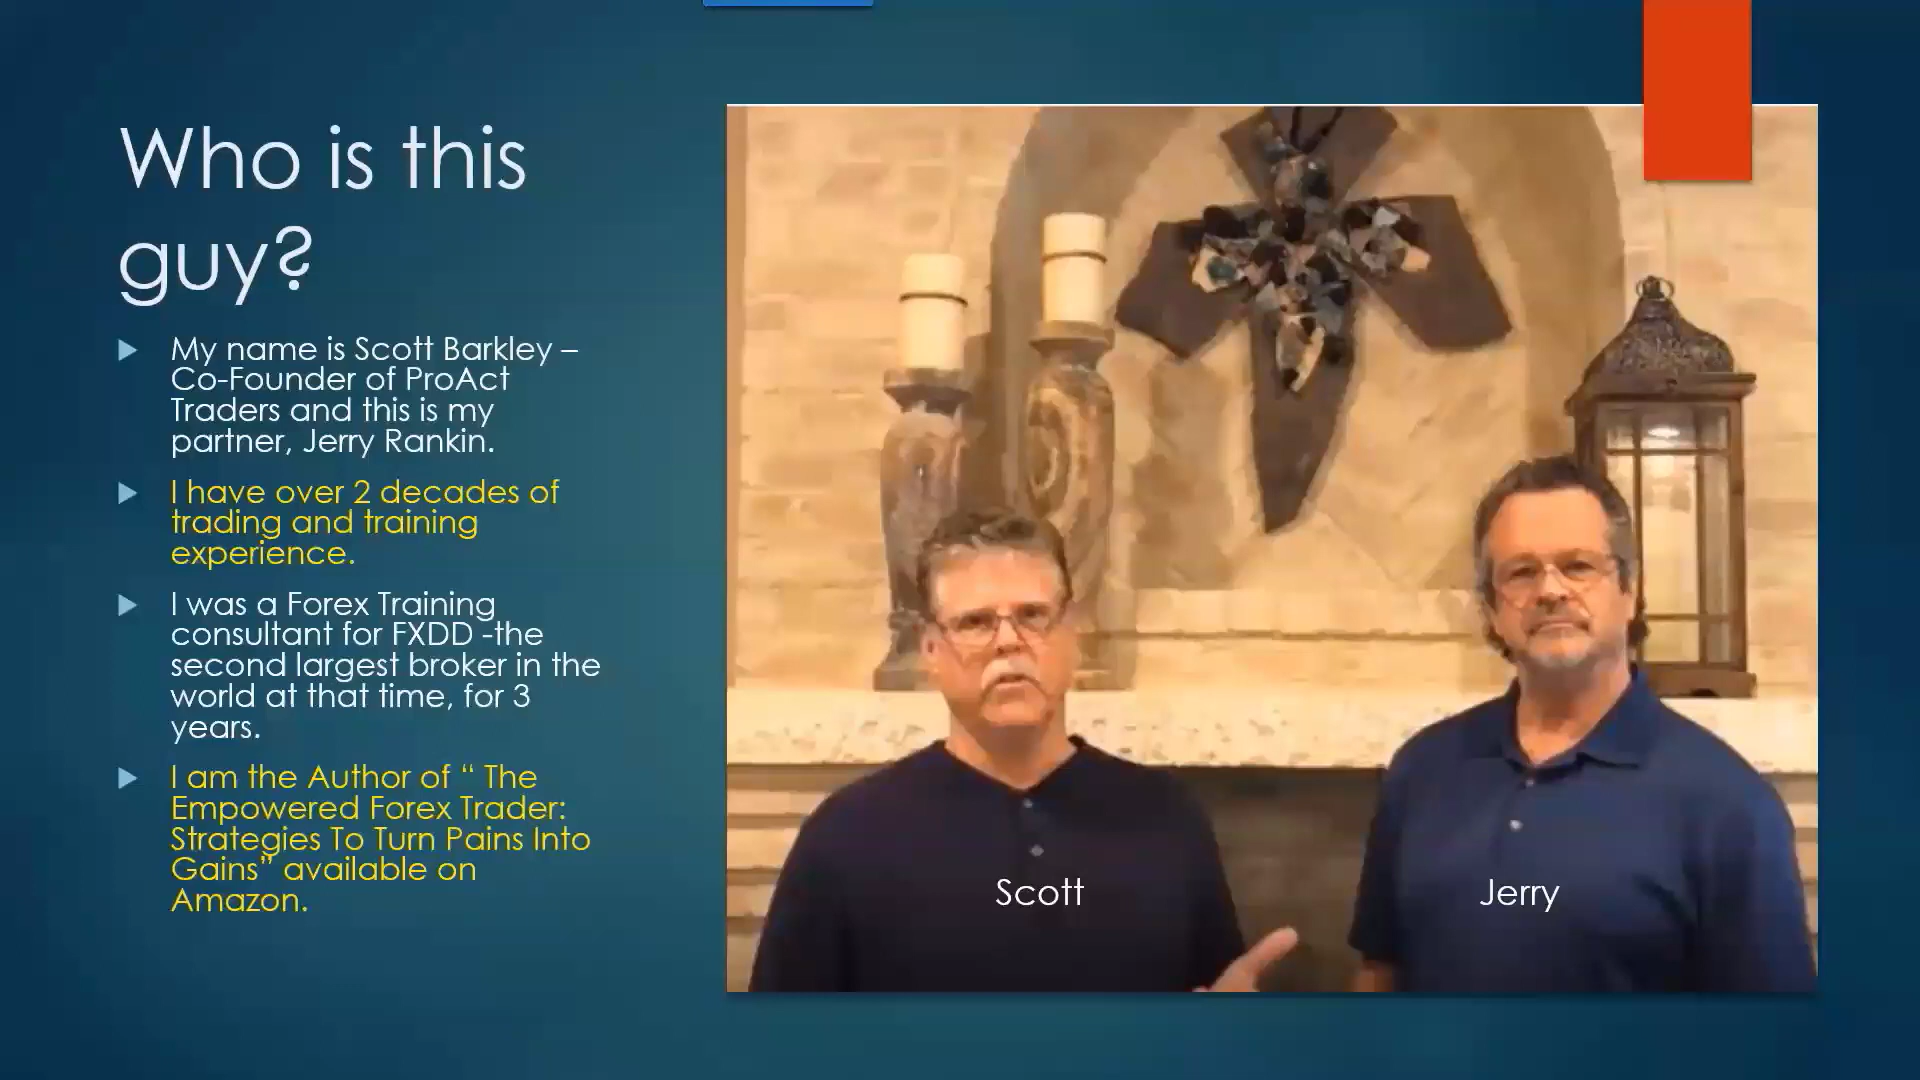 Who is this
guy?
My name is Scott Barkley –
Co-Founder of ProAct
Traders and this is my
partner, Jerry Rankin.
I have over 2 decades of
trading and training
experience.
I was a Forex Training
consultant for FXDD -the
second largest broker in the
world at that time, for 3
years.
I am the Author of “ The
Empowered Forex Trader:
Strategies To Turn Pains Into
Gains” available on
Amazon.
Scott
Jerry